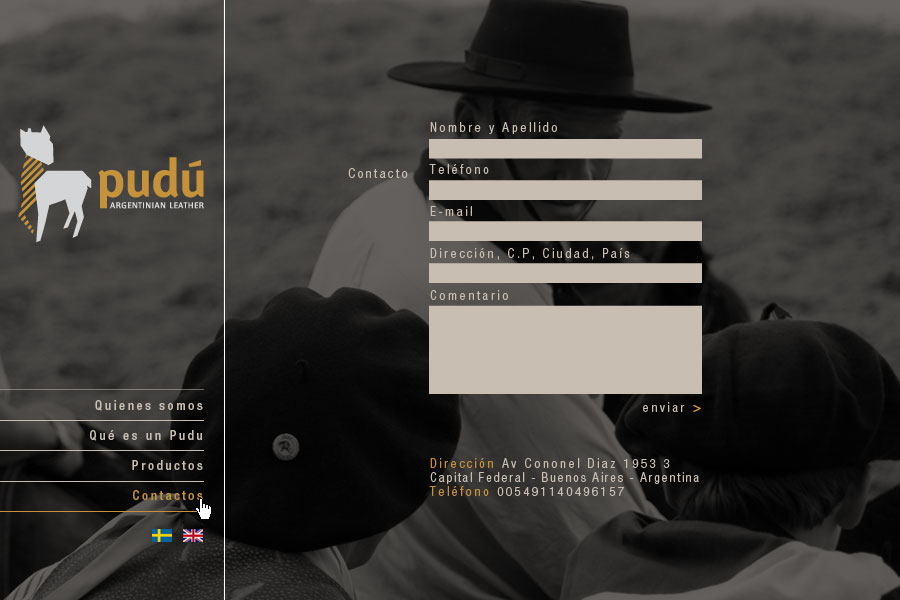 pudú
ARGENTINIAN LEATHER
Quienes somos
Qué es un Pudu
Productos
Contactos
Contacto
Nombre y Apellido
Teléfono
E-mail
Dirección, C.P, Ciudad, País
Comentario
enviar >
Dirección Av Cononel Diaz 1953 3
Capital Federal - Buenos Aires - Argentina
Teléfono 005491140496157